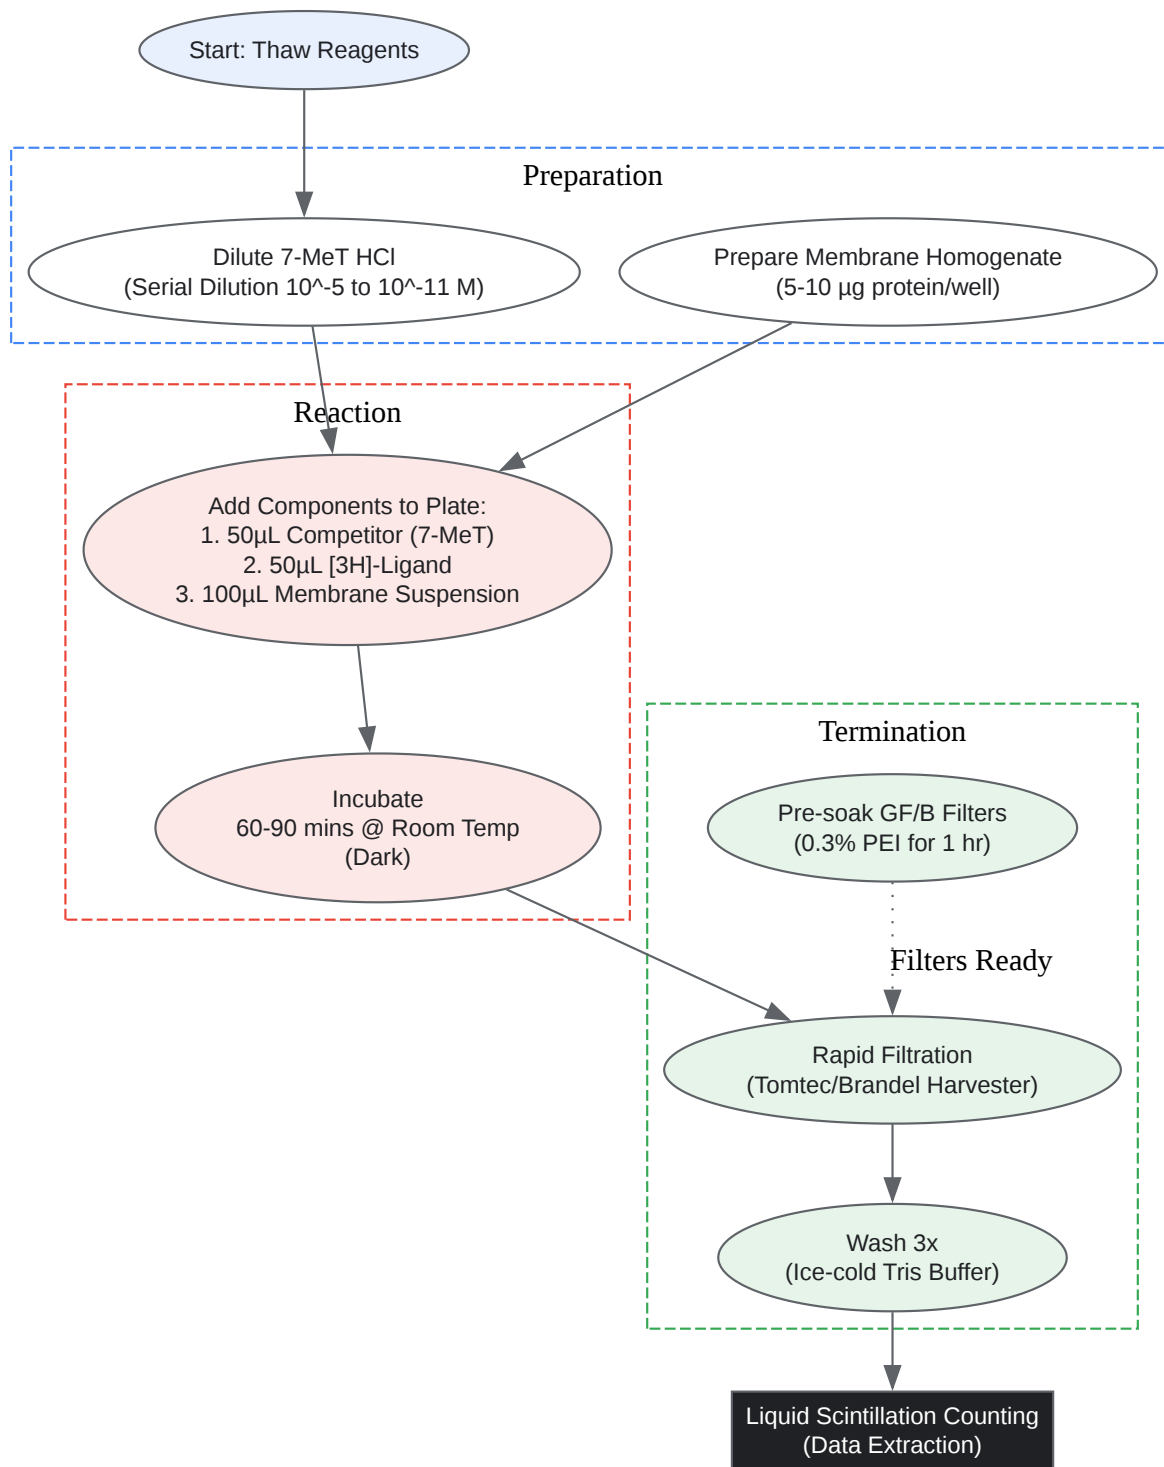 Start: Thaw Reagents
Preparation
Dilute 7-MeT HCl
(Serial Dilution 10^-5 to 10^-11 M)
Prepare Membrane Homogenate
(5-10 µg protein/well)
Reaction
Add Components to Plate:
1. 50µL Competitor (7-MeT)
2. 50µL [3H]-Ligand
3. 100µL Membrane Suspension
Incubate
60-90 mins @ Room Temp
(Dark)
Termination
Pre-soak GF/B Filters
(0.3% PEI for 1 hr)
Filters Ready
Rapid Filtration
(Tomtec/Brandel Harvester)
Wash 3x
(Ice-cold Tris Buffer)
Liquid Scintillation Counting
(Data Extraction)